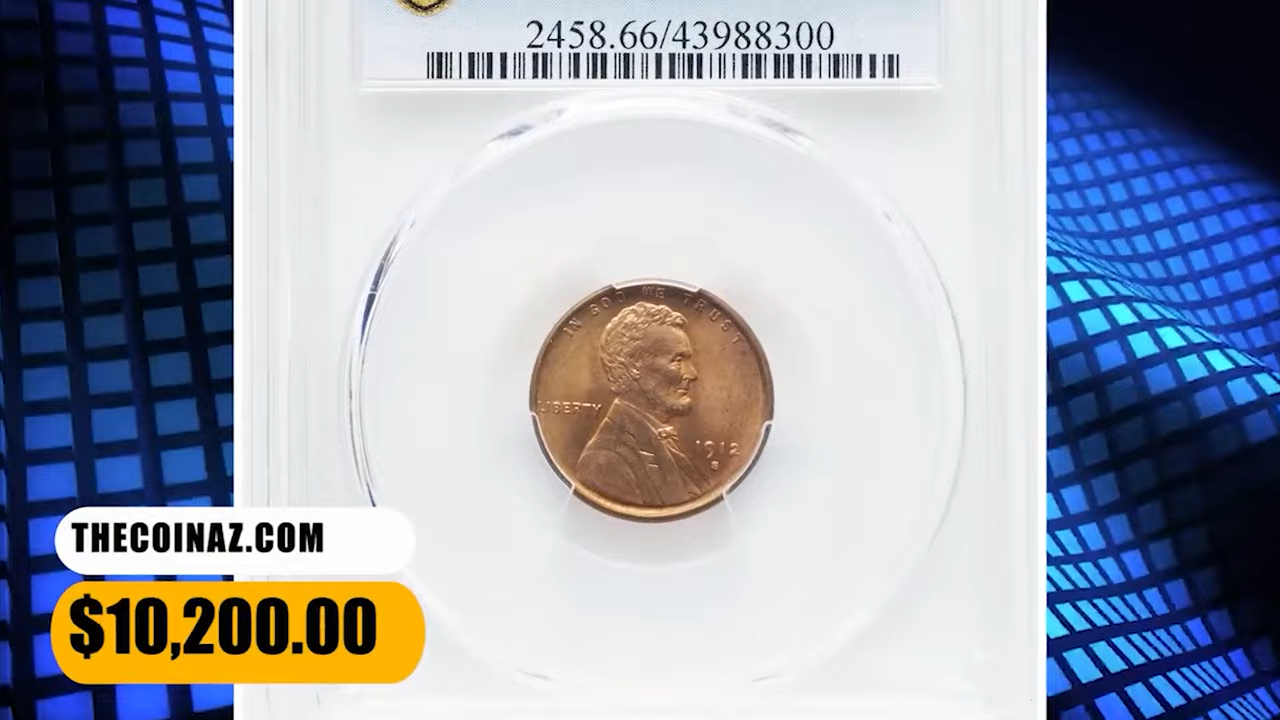 2458.66/43988300
IN GOD WE TRUST
LIBERTY
1912
S
THECOINAZ.COM
$10,200.00